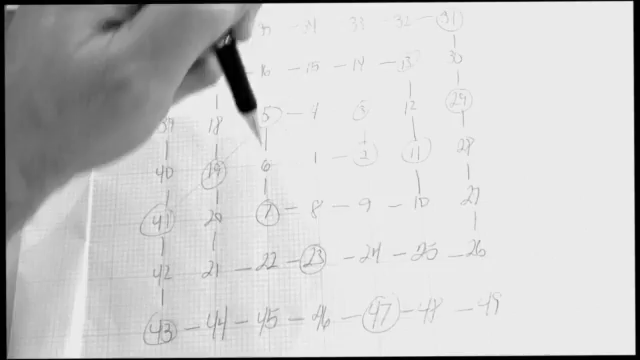 35 - 34 33 32 - 31
16 - 15 - 14 - 13 30
39 18 5 - 4 3 12 29
40 19 6 1 - 2 11 28
41 20 7 - 8 - 9 - 10 27
42 21 - 22 - 23 - 24 - 25 - 26
43 - 44 - 45 - 46 - 47 - 48 - 49